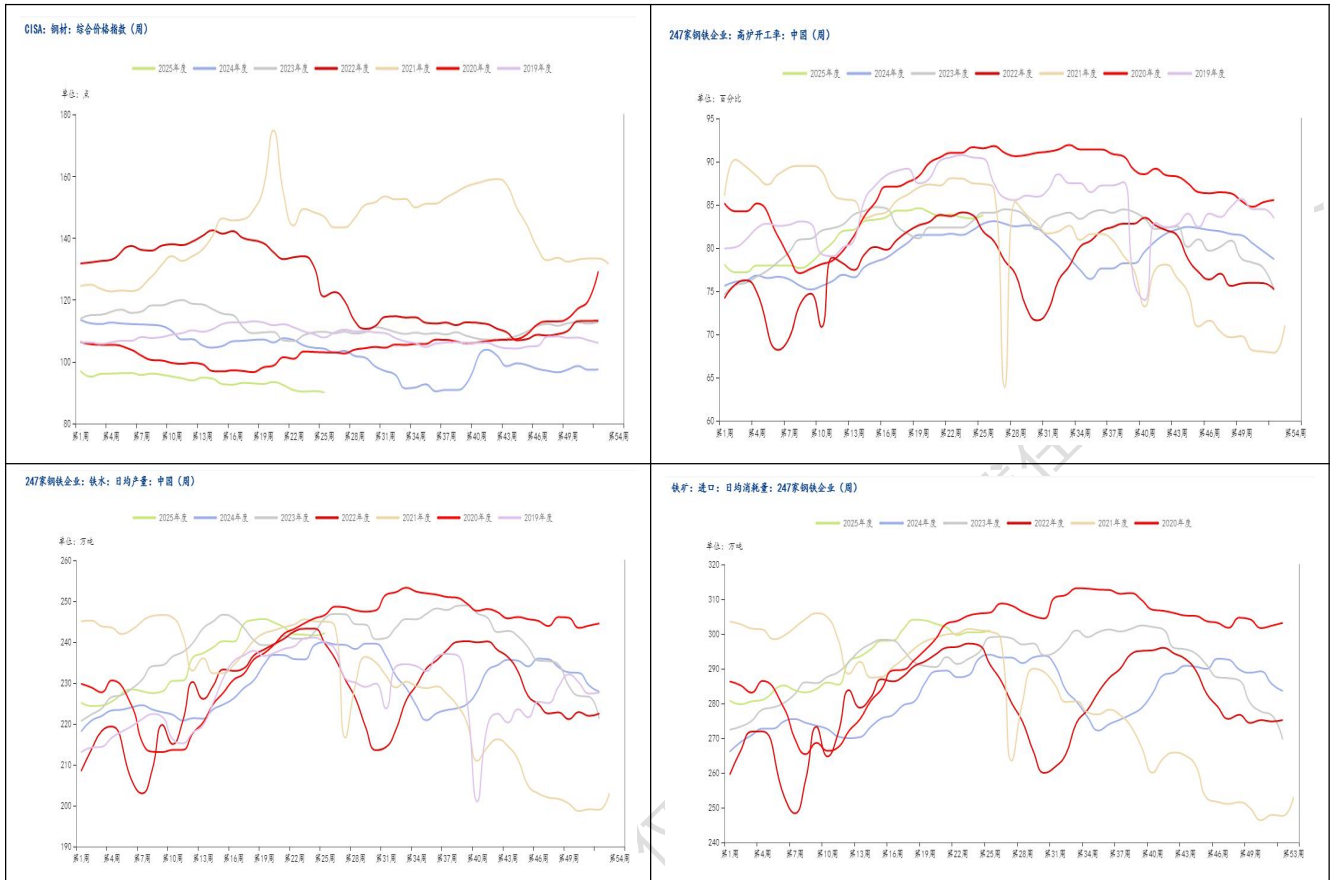 CISA: 钢材: 综合价格指数 (周)
2025年度 2024年度 2023年度 2022年度 2021年度 2020年度 2019年度
单位: 点
180
160
140
120
100
80
第1周 第4周 第7周 第10周 第13周 第16周 第19周 第22周 第25周 第28周 第31周 第34周 第37周 第40周 第43周 第46周 第49周 第54周
247家钢铁企业: 高炉开工率: 中国 (周)
2025年度 2024年度 2023年度 2022年度 2021年度 2020年度 2019年度
单位: 百分比
95
90
85
80
75
70
65
60
第1周 第4周 第7周 第10周 第13周 第16周 第19周 第22周 第25周 第28周 第31周 第34周 第37周 第40周 第43周 第46周 第49周 第54周
247家钢铁企业: 铁水: 日均产量: 中国 (周)
2025年度 2024年度 2023年度 2022年度 2021年度 2020年度 2019年度
单位: 万吨
260
250
240
230
220
210
200
190
第1周 第4周 第7周 第10周 第13周 第16周 第19周 第22周 第25周 第28周 第31周 第34周 第37周 第40周 第43周 第46周 第49周 第54周
铁矿: 进口: 日均消耗量: 247家钢铁企业 (周)
2025年度 2024年度 2023年度 2022年度 2021年度 2020年度
单位: 万吨
320
310
300
290
280
270
260
250
240
第1周 第4周 第7周 第10周 第13周 第16周 第19周 第22周 第25周 第28周 第31周 第34周 第37周 第40周 第43周 第46周 第49周 第53周